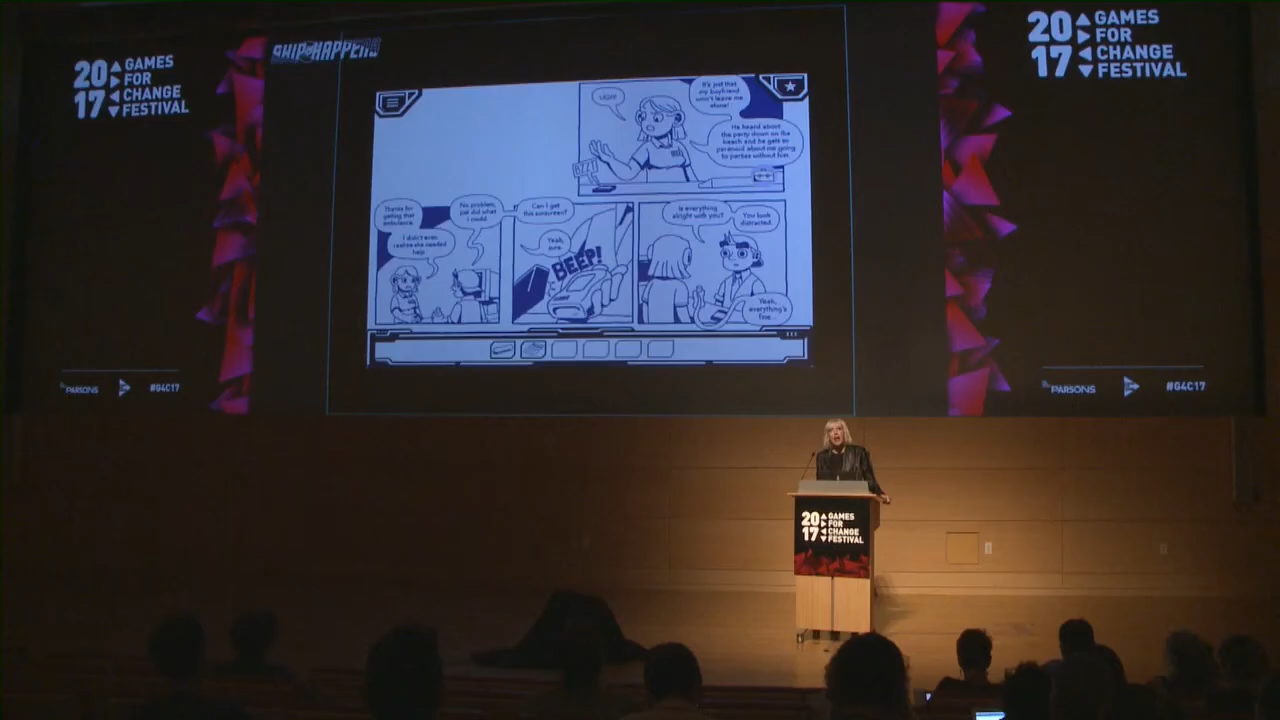 20 GAMES
FOR
17 CHANGE
FESTIVAL
SKIP HAPPENS
UGH!
It's just that
my boyfriend
won't leave me
alone!
He heard about
the party down on the
beach and he gets so
paranoid about me going
to parties without him
BZZT
Thanks for
getting that
ambulance.
I didn't even
realize she needed
help
No problem,
just did what
I could.
Can I get
this sunscreen?
Yeah,
sure.
BEEP!
Is everything
alright with you?
You look
distracted.
Yeah,
everything's
fine...
PARSONS
#G4C17
20 GAMES
FOR
17 CHANGE
FESTIVAL
PARSONS
#G4C17
20 GAMES
FOR
17 CHANGE
FESTIVAL